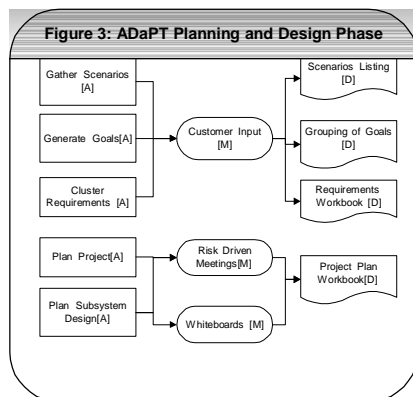 Figure 3: ADaPT Planning and Design Phase
Gather Scenarios
[A]
Generate Goals[A]
Cluster
Requirements [A]
Customer Input
[M]
Scenarios Listing
[D]
Grouping of Goals
[D]
Requirements
Workbook [D]
Plan Project[A]
Plan Subsystem
Design[A]
Risk Driven
Meetings[M]
Whiteboards [M]
Project Plan
Workbook[D]